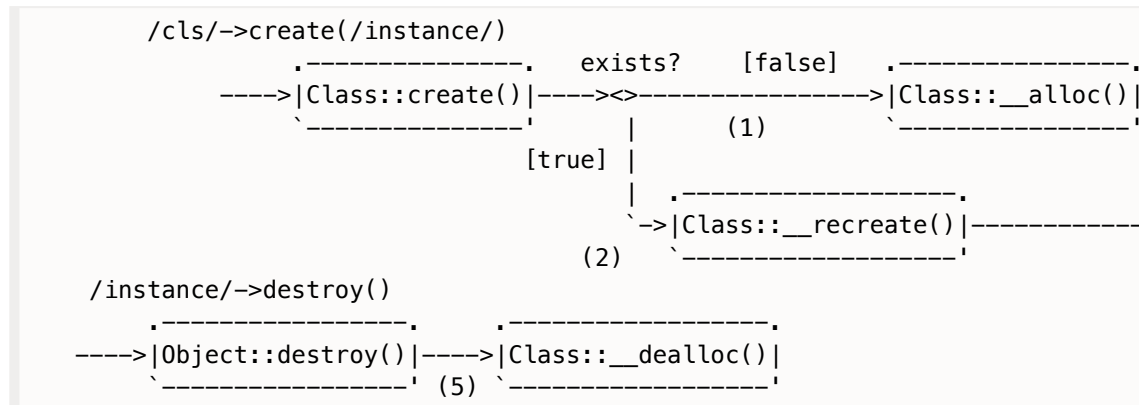 /cls/->create(/instance/)
.---------------.   exists?    [false]   .----------------.
---->|Class::create()|----><>---------------->|Class::__alloc()|
`---------------'       |      (1)        `----------------'
[true] |
|  .-------------------.
`->|Class::__recreate()|------------
(2)    `-------------------'
/instance/->destroy()
.-----------------.     .------------------.
---->|Object::destroy()|---->|Class::__dealloc()|
`-----------------' (5) `------------------'